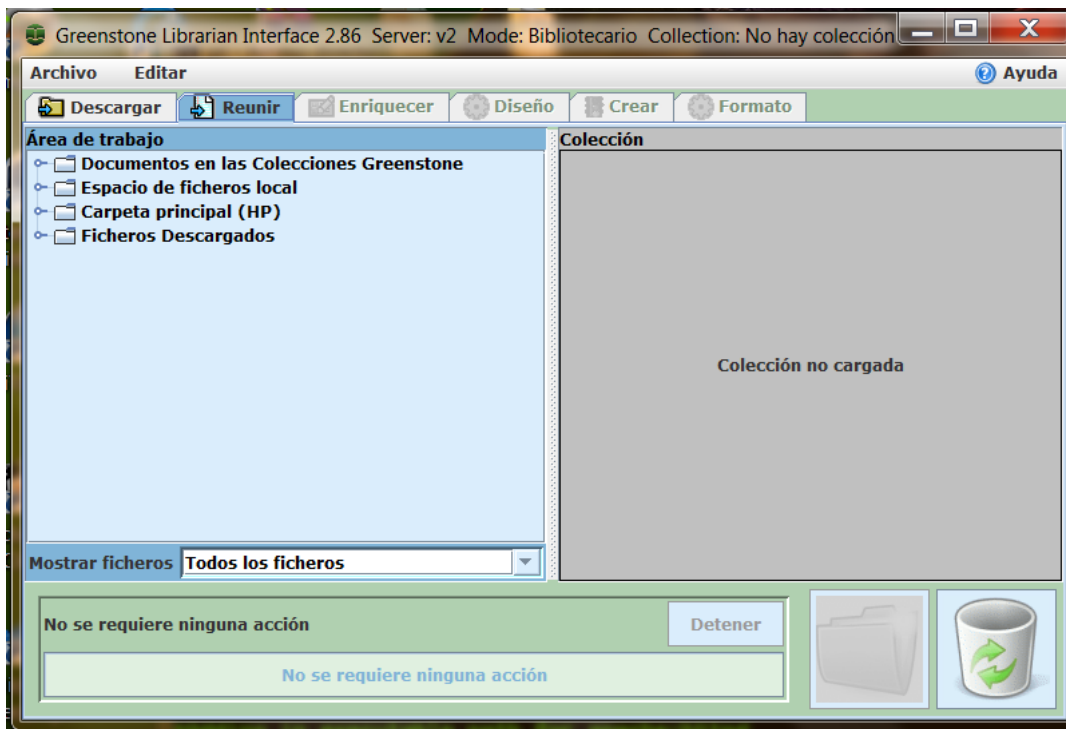 Greenstone Librarian Interface 2.86 Server: v2 Mode: Bibliotecario Collection: No hay colección
Archivo Editar Ayuda
Descargar Reunir Enriquecer Diseño Crear Formato
Área de trabajo
Documentos en las Colecciones Greenstone
Espacio de ficheros local
Carpeta principal (HP)
Ficheros Descargados
Mostrar ficheros Todos los ficheros
Colección
Colección no cargada
No se requiere ninguna acción Detener
No se requiere ninguna acción